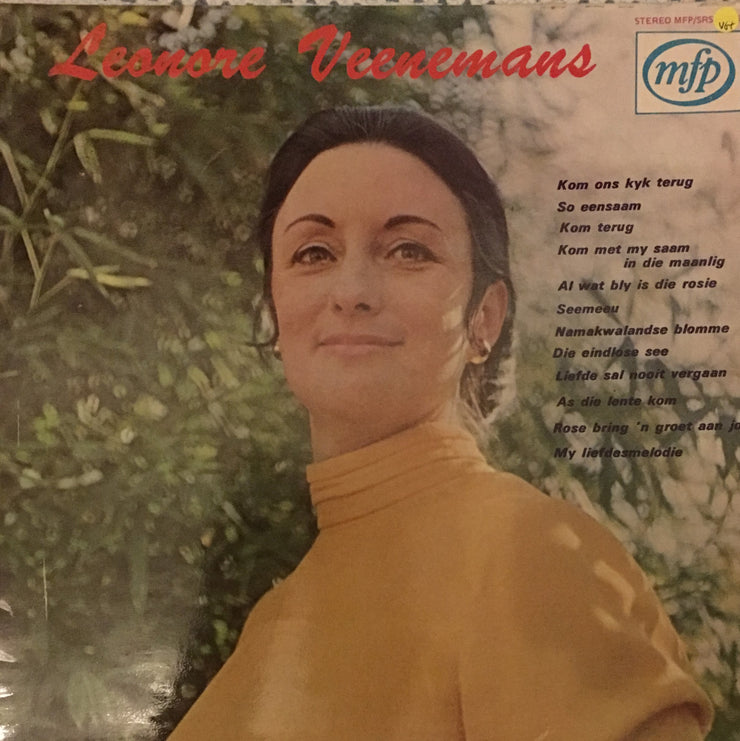 Leonore Veenemans
STEREO MFP/SRS
VG+
mfp
Kom ons kyk terug
So eensaam
Kom terug
Kom met my saam
in die maanlig
Al wat bly is die rosie
Seemeeu
Namakwalandse blomme
Die eindlose see
Liefde sal nooit vergaan
As die lente kom
Rose bring 'n groet aan
My liefdesmelodie